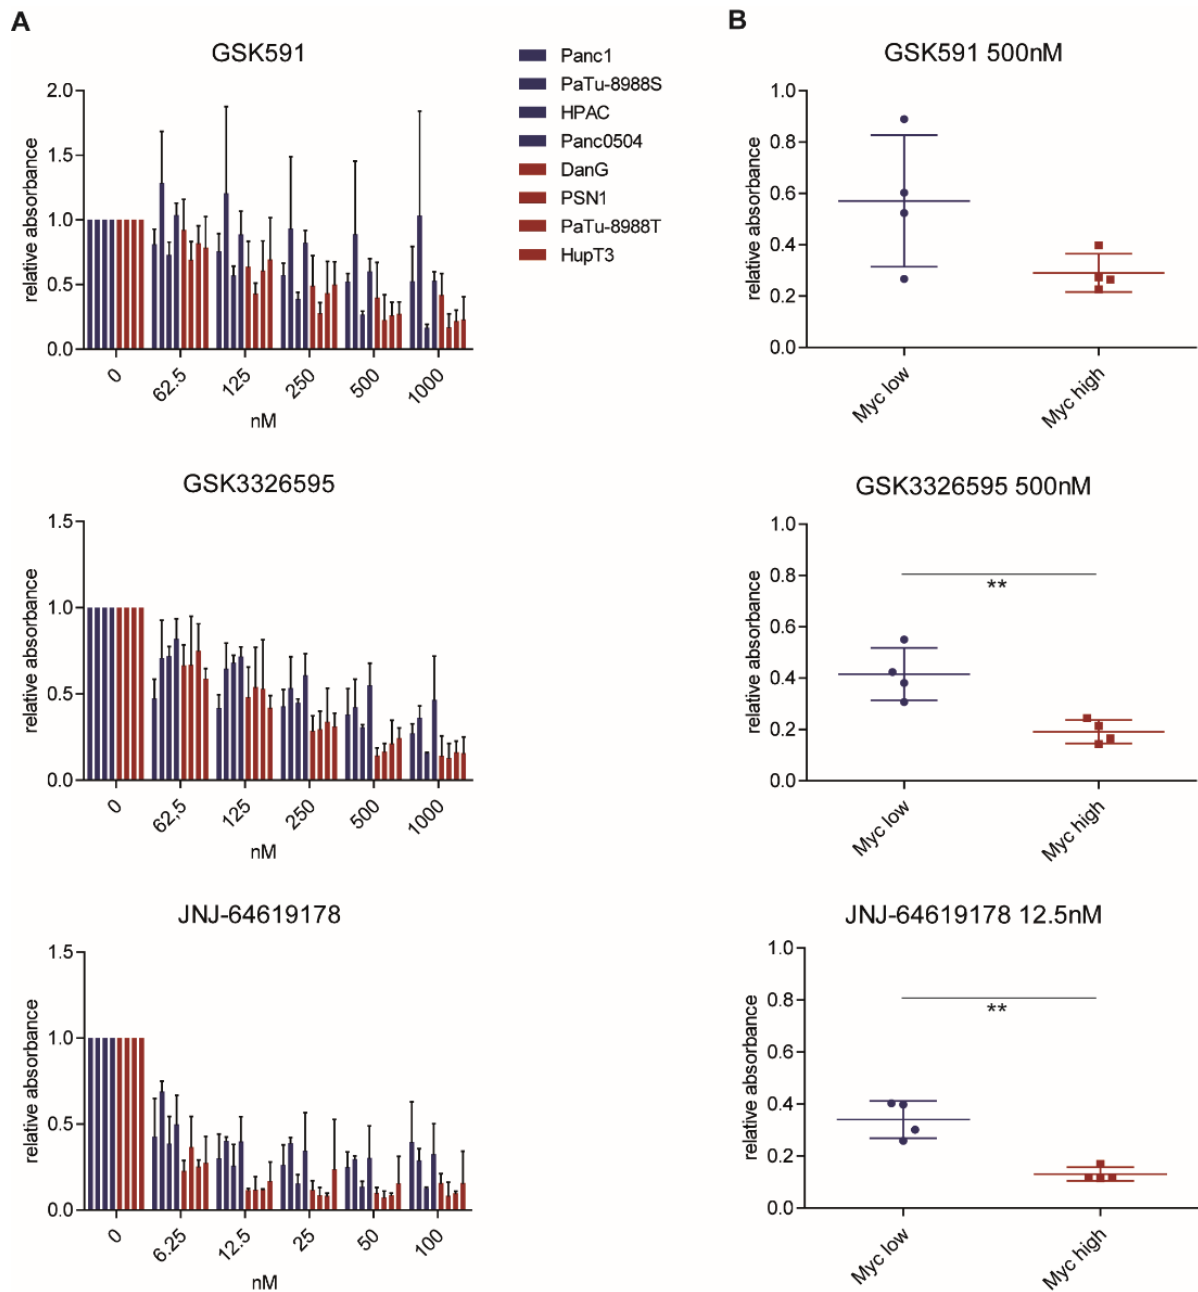 A
GSK591
2.0
1.5
1.0
0.5
0.0
relative absorbance
0 62.5 125 250 500 1000
nM
Panc1
PaTu-8988S
HPAC
Panc0504
DanG
PSN1
PaTu-8988T
HupT3
GSK3326595
1.5
1.0
0.5
0.0
relative absorbance
0 62,5 125 250 500 1000
nM
JNJ-64619178
1.5
1.0
0.5
0.0
relative absorbance
0 6.25 12.5 25 50 100
nM
B
GSK591 500nM
1.0
0.8
0.6
0.4
0.2
0.0
relative absorbance
Myc low Myc high
GSK3326595 500nM
1.0
0.8
0.6
0.4
0.2
0.0
relative absorbance
**
Myc low Myc high
JNJ-64619178 12.5nM
1.0
0.8
0.6
0.4
0.2
0.0
relative absorbance
**
Myc low Myc high